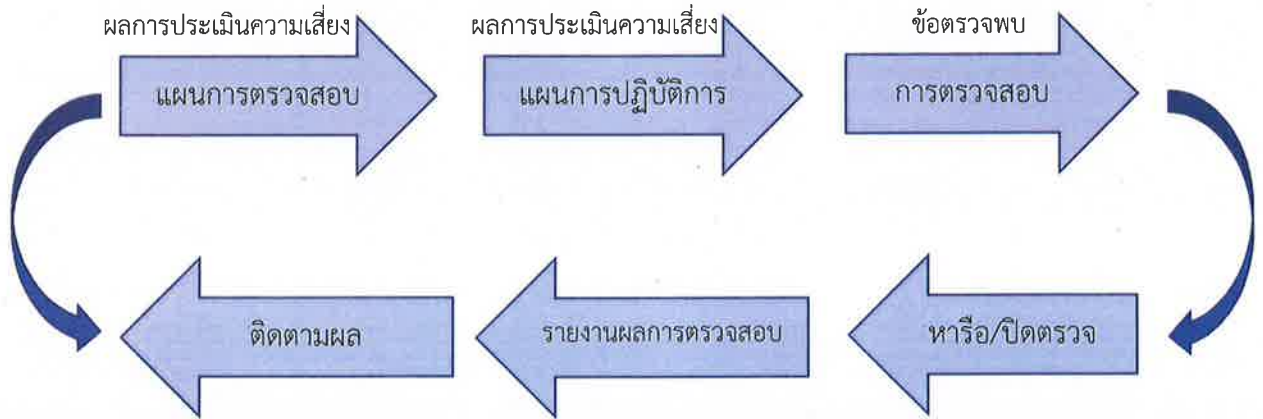 ผลการประเมินความเสี่ยง
ผลการประเมินความเสี่ยง
ข้อตรวจพบ
แผนการตรวจสอบ
แผนการปฏิบัติการ
การตรวจสอบ
หารือ/ปิดตรวจ
รายงานผลการตรวจสอบ
ติดตามผล